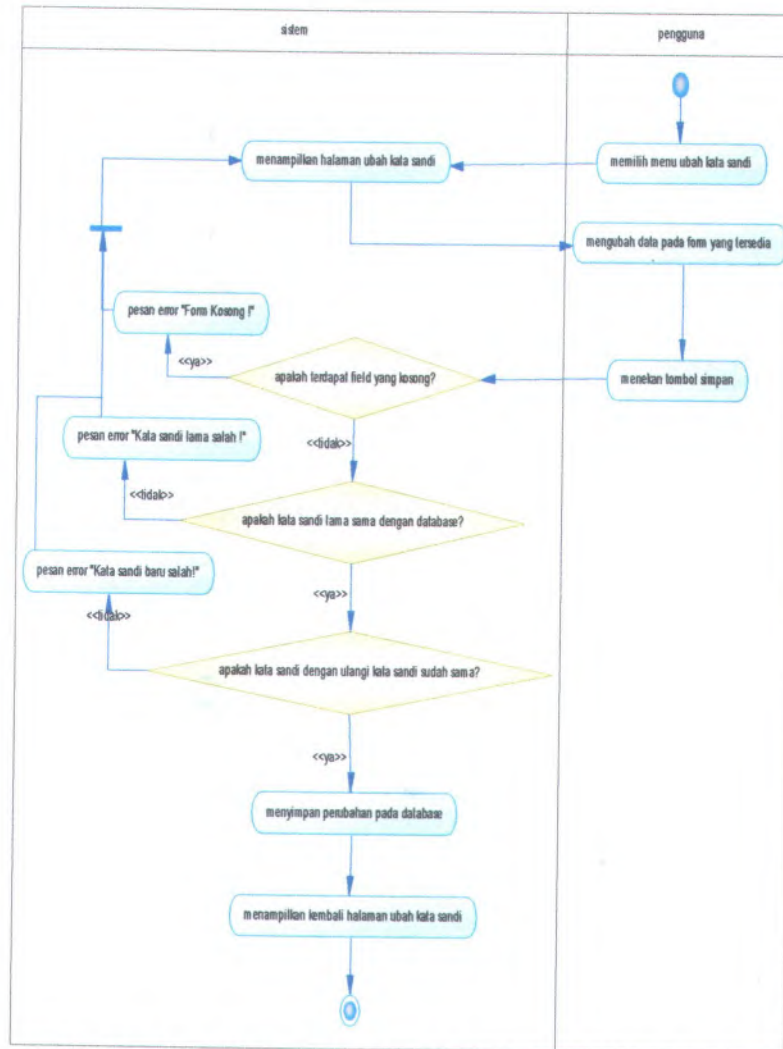 sistem
pengguna
menampilkan halaman ubah kata sandi
memilih menu ubah kata sandi
mengubah data pada form yang tersedia
pesan error "Form Kosong !"
<<ya>>
apakah terdapat field yang kosong?
menekan tombol simpan
<<tidak>>
pesan error "Kata sandi lama salah !"
<<tidak>>
apakah kata sandi lama sama dengan database?
pesan error "Kata sandi baru salah!"
<<ya>>
<<tidak>>
apakah kata sandi dengan ulangi kata sandi sudah sama?
<<ya>>
menyimpan perubahan pada database
menampilkan kembali halaman ubah kata sandi